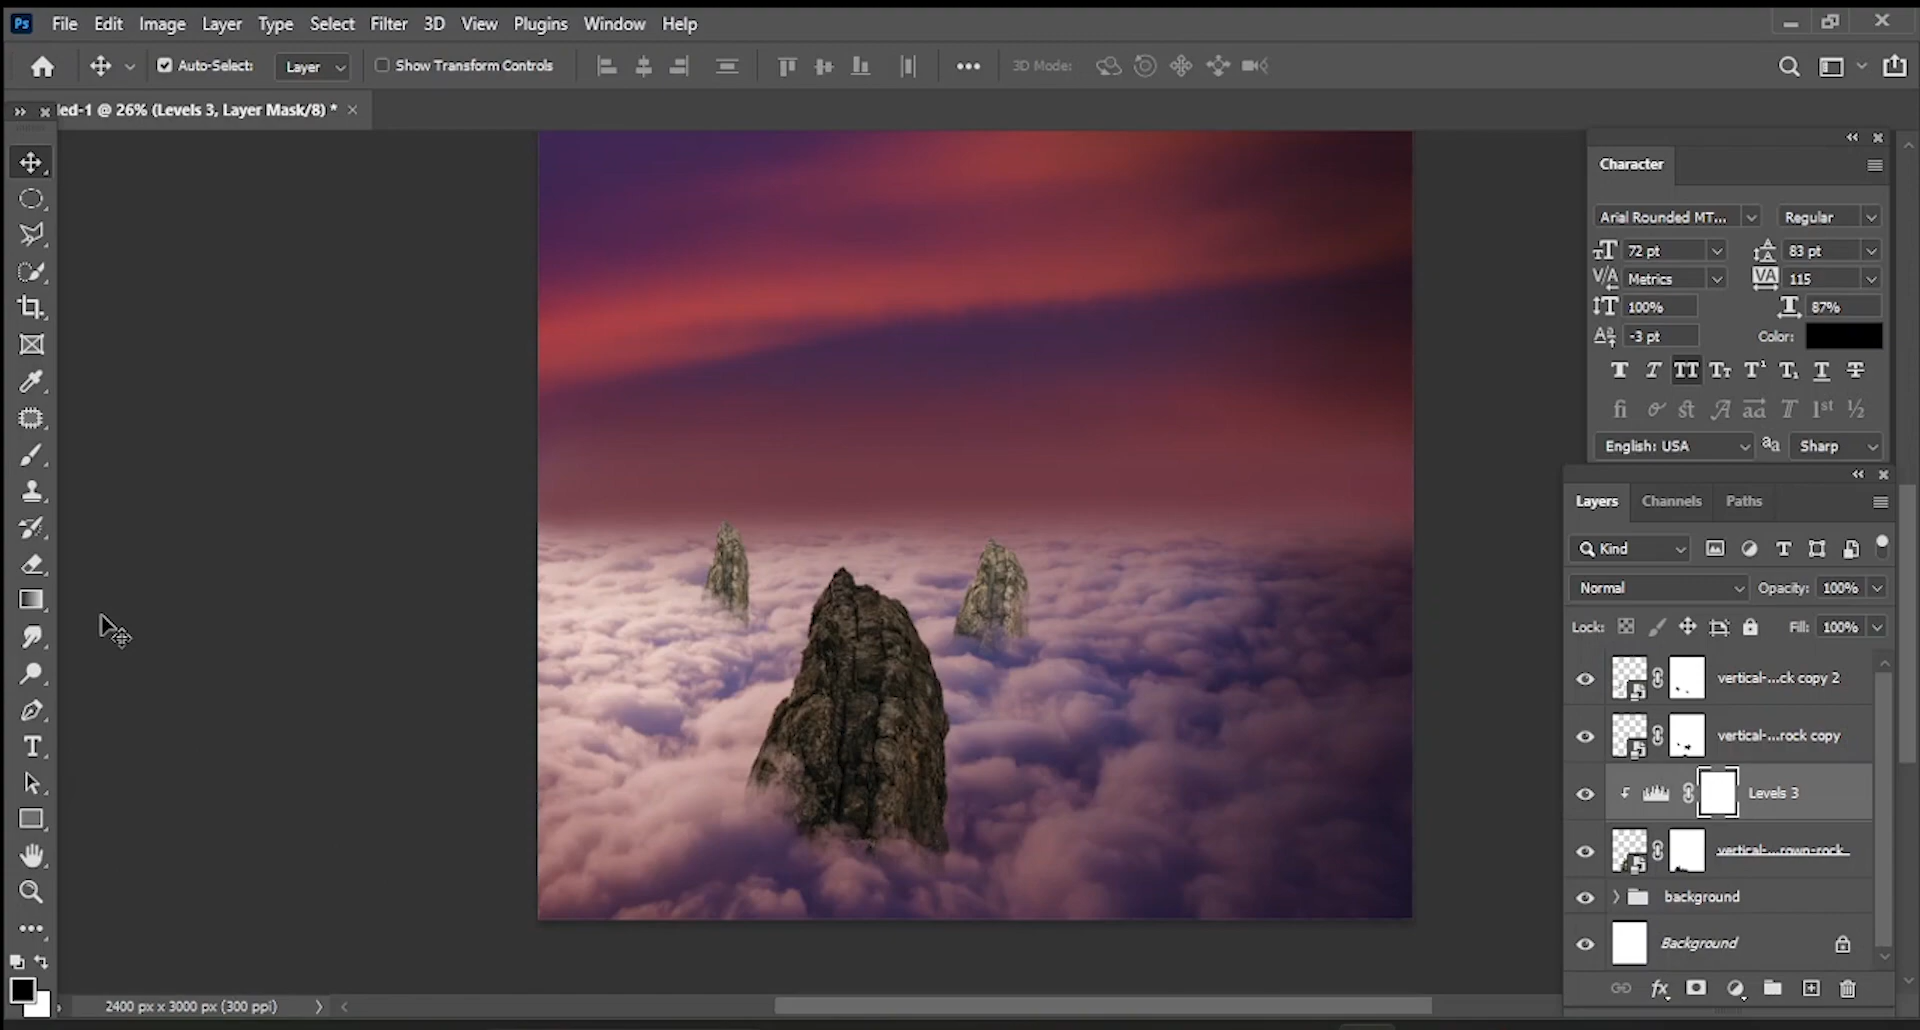 Ps File Edit Image Layer Type Select Filter 3D View Plugins Window Help
Auto-Select: Layer Show Transform Controls 3D Mode:
led-1 @ 26% (Levels 3, Layer Mask/8) *
Character
Arial Rounded MT... Regular
72 pt 83 pt
Metrics 115
100% 87%
-3 pt Color:
English: USA Sharp
Layers Channels Paths
Kind
Normal Opacity: 100%
Lock: Fill: 100%
vertical-...ck copy 2
vertical-...rock copy
Levels 3
vertical-...rown-rock
background
Background
2400 px x 3000 px (300 ppi)